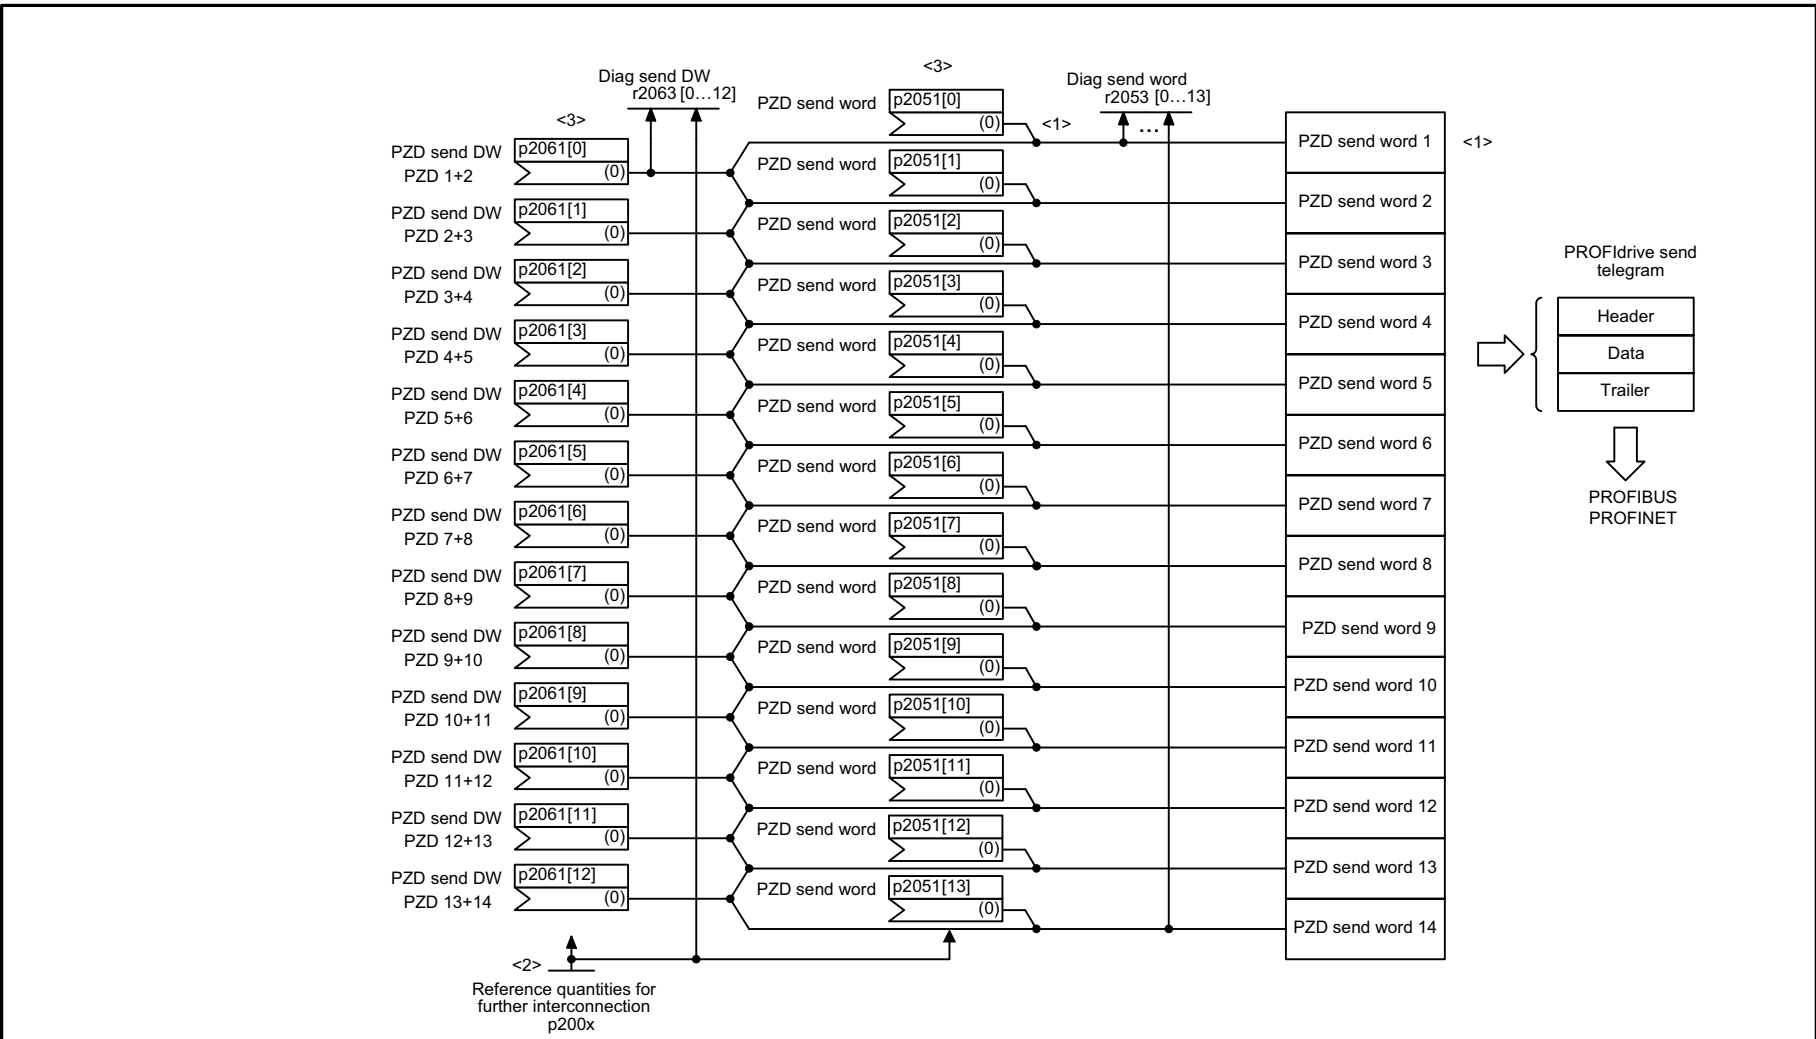 Diag send DW
r2063 [0…12]
<3>
PZD send DW
PZD 1+2
p2061[0]
(0)
PZD send DW
PZD 2+3
p2061[1]
(0)
PZD send DW
PZD 3+4
p2061[2]
(0)
PZD send DW
PZD 4+5
p2061[3]
(0)
PZD send DW
PZD 5+6
p2061[4]
(0)
PZD send DW
PZD 6+7
p2061[5]
(0)
PZD send DW
PZD 7+8
p2061[6]
(0)
PZD send DW
PZD 8+9
p2061[7]
(0)
PZD send DW
PZD 9+10
p2061[8]
(0)
PZD send DW
PZD 10+11
p2061[9]
(0)
PZD send DW
PZD 11+12
p2061[10]
(0)
PZD send DW
PZD 12+13
p2061[11]
(0)
PZD send DW
PZD 13+14
p2061[12]
(0)
<2>
Reference quantities for
further interconnection
p200x
<3>
PZD send word
p2051[0]
(0)
<1>
PZD send word
p2051[1]
(0)
PZD send word
p2051[2]
(0)
PZD send word
p2051[3]
(0)
PZD send word
p2051[4]
(0)
PZD send word
p2051[5]
(0)
PZD send word
p2051[6]
(0)
PZD send word
p2051[7]
(0)
PZD send word
p2051[8]
(0)
PZD send word
p2051[9]
(0)
PZD send word
p2051[10]
(0)
PZD send word
p2051[11]
(0)
PZD send word
p2051[12]
(0)
PZD send word
p2051[13]
(0)
Diag send word
r2053 [0…13]
...
PZD send word 1
<1>
PZD send word 2
PZD send word 3
PZD send word 4
PZD send word 5
PZD send word 6
PZD send word 7
PZD send word 8
PZD send word 9
PZD send word 10
PZD send word 11
PZD send word 12
PZD send word 13
PZD send word 14
PROFIdrive send
telegram
Header
Data
Trailer
PROFIBUS
PROFINET